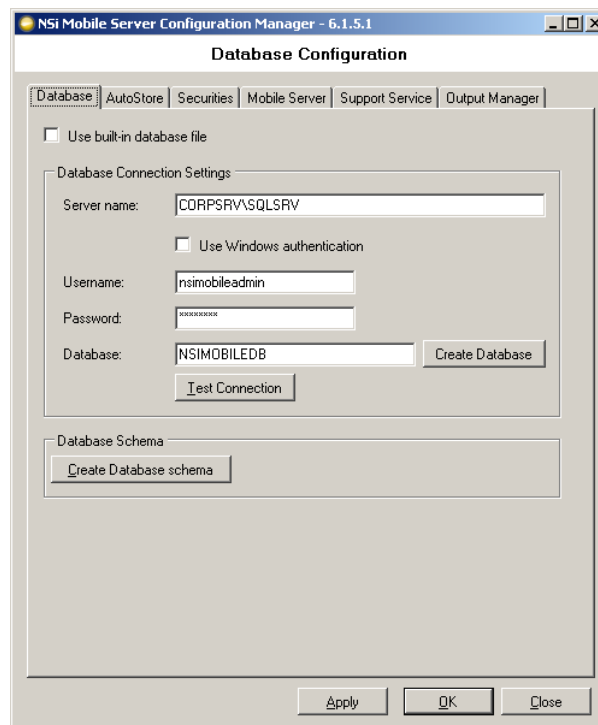 NSi Mobile Server Configuration Manager - 6.1.5.1
Database Configuration
Database AutoStore Securities Mobile Server Support Service Output Manager
Use built-in database file
Database Connection Settings
Server name: CORPSRV\SQLSRV
Use Windows authentication
Username: nsimobileadmin
Password: ********
Database: NSIMOBILEDB Create Database
Test Connection
Database Schema
Create Database schema
Apply OK Close